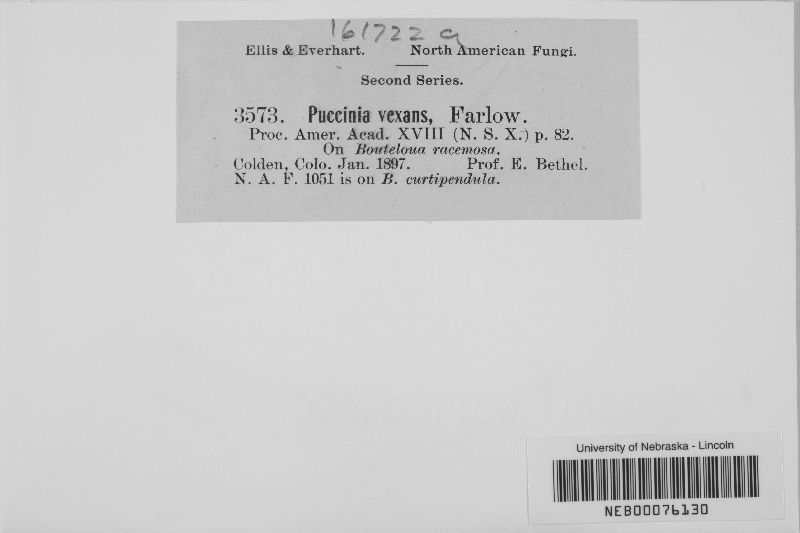 161722 a
Ellis & Everhart. North American Fungi.
Second Series.
3573. Puccinia vexans, Farlow.
Proc. Amer. Acad. XVIII (N. S. X.) p. 82.
On Bouteloua racemosa.
Colden, Colo. Jan. 1897. Prof. E. Bethel.
N. A. F. 1051 is on B. curtipendula.
University of Nebraska - Lincoln
NEB00076130